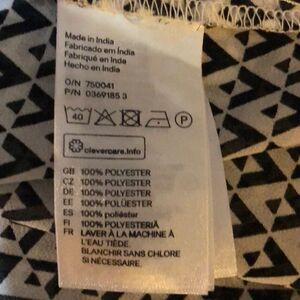 Made in India
Fabricado em Índia
Fabriqué en Inde
Hecho en India
O/N 750041
P/N 0369185 3
40 P
clevercare.info
GB 100% POLYESTER
CZ 100% POLYESTER
DE 100% POLYESTER
EE 100% POLÜESTER
ES 100% poliéster
FI 100% POLYESTERIÄ
FR LAVER À LA MACHINE À
L'EAU TIÈDE.
BLANCHIR SANS CHLORE
SI NÉCESSAIRE.